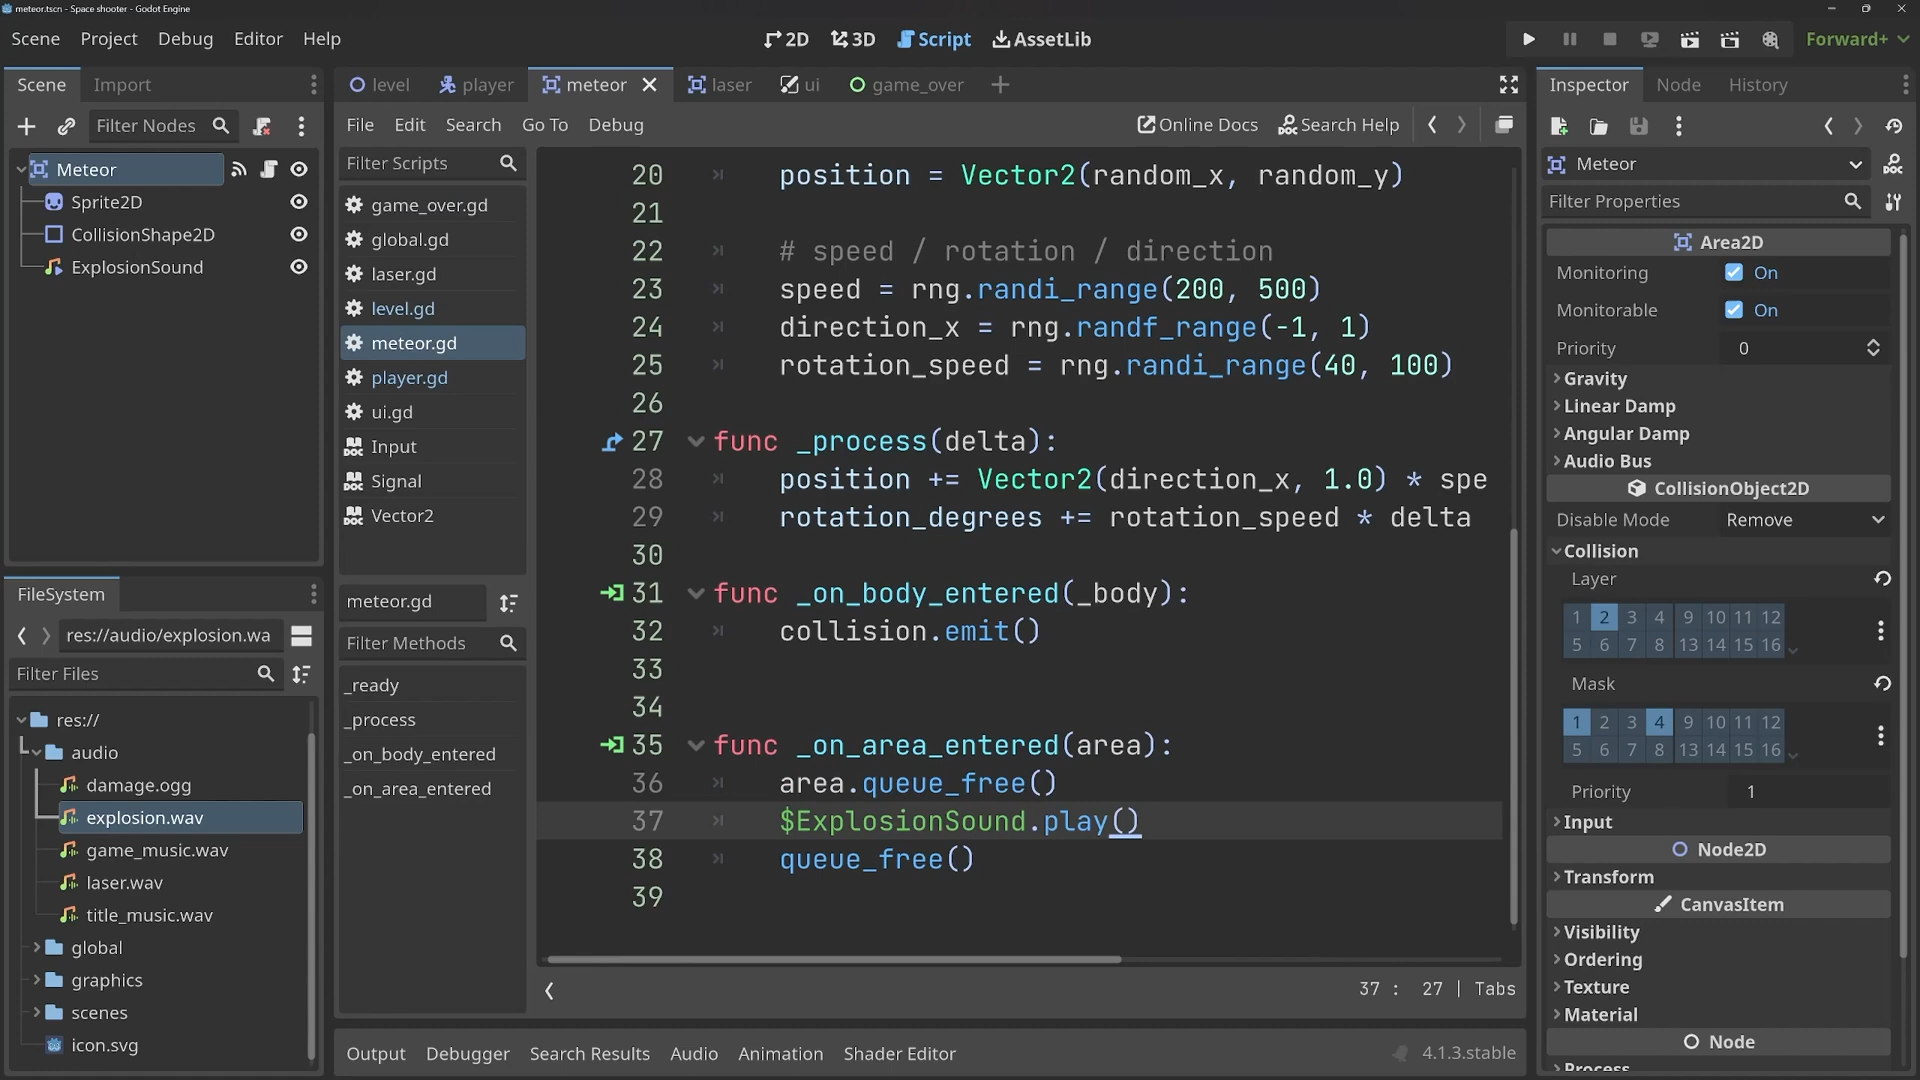 meteor.tscn - Space shooter - Godot Engine
Scene Project Debug Editor Help
2D 3D Script AssetLib
Forward+
Scene Import
Filter Nodes
Meteor
Sprite2D
CollisionShape2D
ExplosionSound
FileSystem
res://audio/explosion.wa
Filter Files
res://
audio
damage.ogg
explosion.wav
game_music.wav
laser.wav
title_music.wav
global
graphics
scenes
icon.svg
level player meteor laser ui game_over
File Edit Search Go To Debug
Online Docs Search Help
Filter Scripts
game_over.gd
global.gd
laser.gd
level.gd
meteor.gd
player.gd
ui.gd
Input
Signal
Vector2
meteor.gd
Filter Methods
_ready
_process
_on_body_entered
_on_area_entered
20 position = Vector2(random_x, random_y)
21
22 # speed / rotation / direction
23 speed = rng.randi_range(200, 500)
24 direction_x = rng.randf_range(-1, 1)
25 rotation_speed = rng.randi_range(40, 100)
26
27 func _process(delta):
28 position += Vector2(direction_x, 1.0) * spe
29 rotation_degrees += rotation_speed * delta
30
31 func _on_body_entered(_body):
32 collision.emit()
33
34
35 func _on_area_entered(area):
36 area.queue_free()
37 $ExplosionSound.play()
38 queue_free()
39
37 : 27 | Tabs
Output Debugger Search Results Audio Animation Shader Editor
4.1.3.stable
Inspector Node History
Meteor
Filter Properties
Area2D
Monitoring On
Monitorable On
Priority 0
Gravity
Linear Damp
Angular Damp
Audio Bus
CollisionObject2D
Disable Mode Remove
Collision
Layer
1 2 3 4 9 10 11 12
5 6 7 8 13 14 15 16
Mask
1 2 3 4 9 10 11 12
5 6 7 8 13 14 15 16
Priority 1
Input
Node2D
Transform
CanvasItem
Visibility
Ordering
Texture
Material
Node
Process